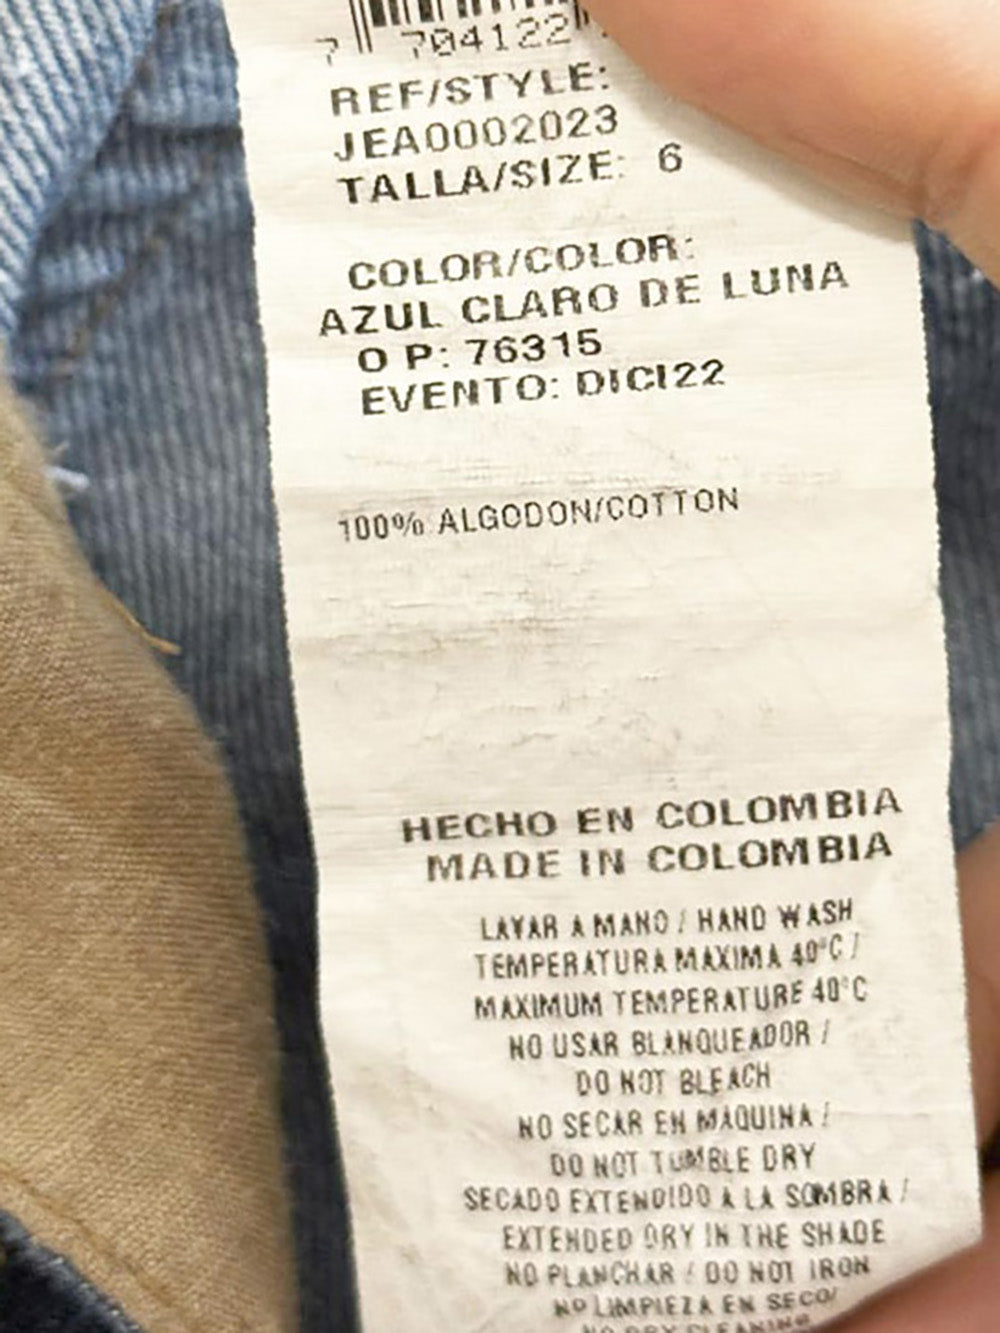 7 704122
REF/STYLE:
JEA0002023
TALLA/SIZE: 6
COLOR/COLOR:
AZUL CLARO DE LUNA
O P: 76315
EVENTO: DICI22
100% ALGODON/COTTON
HECHO EN COLOMBIA
MADE IN COLOMBIA
LAVAR A MANO / HAND WASH
TEMPERATURA MAXIMA 40°C /
MAXIMUM TEMPERATURE 40°C
NO USAR BLANQUEADOR /
DO NOT BLEACH
NO SECAR EN MAQUINA /
DO NOT TUMBLE DRY
SECADO EXTENDIDO A LA SOMBRA /
EXTENDED DRY IN THE SHADE
NO PLANCHAR / DO NOT IRON
NO LIMPIEZA EN SECO/
NO DRY CLEANING